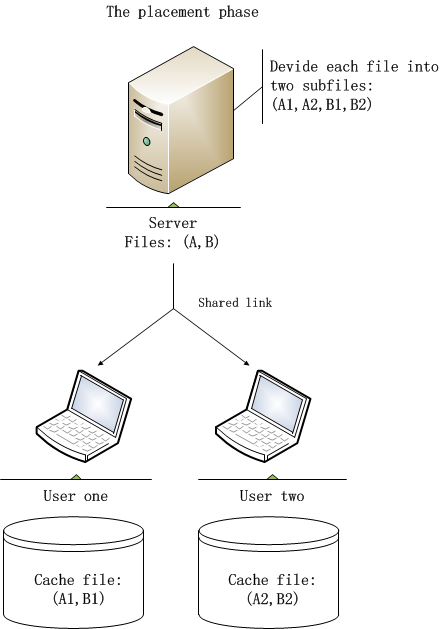 The placement phase
Devide each file into
two subfiles:
(A1,A2,B1,B2)
Server
Files: (A,B)
Shared link
User one
User two
Cache file:
(A1,B1)
Cache file:
(A2,B2)